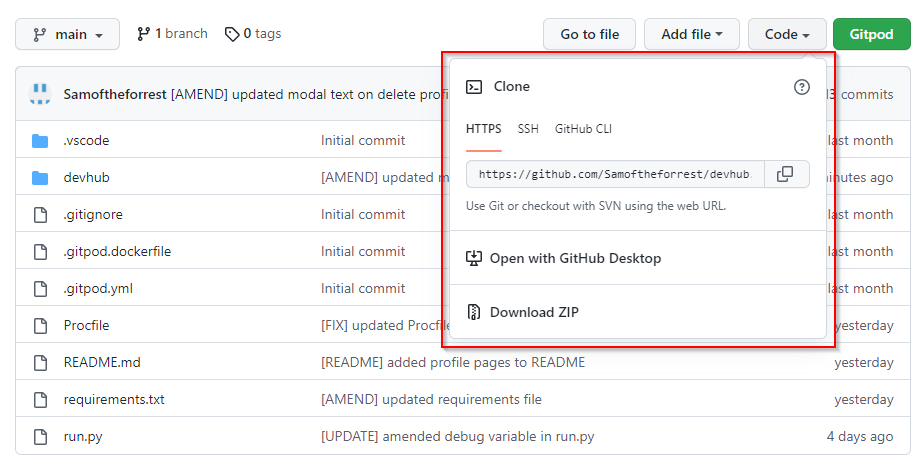 main 1 branch 0 tags Go to file Add file Code Gitpod
Samoftheforrest [AMEND] updated modal text on delete profi 13 commits
Clone
HTTPS SSH GitHub CLI
https://github.com/Samoftheforrest/devhub.
Use Git or checkout with SVN using the web URL.
Open with GitHub Desktop
Download ZIP
.vscode Initial commit last month
devhub [AMEND] updated m inutes ago
.gitignore Initial commit last month
.gitpod.dockerfile Initial commit last month
.gitpod.yml Initial commit last month
Procfile [FIX] updated Procfile yesterday
README.md [README] added profile pages to README yesterday
requirements.txt [AMEND] updated requirements file yesterday
run.py [UPDATE] amended debug variable in run.py 4 days ago